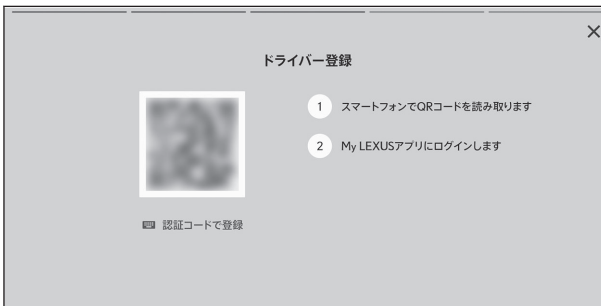 ドライバー登録
1 スマートフォンでQRコードを読み取ります
2 My LEXUSアプリにログインします
認証コードで登録